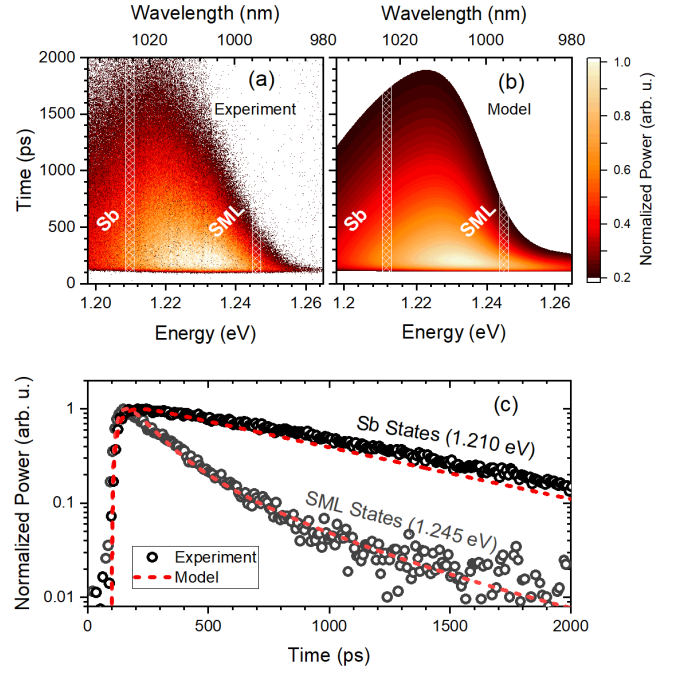 Wavelength (nm)
Wavelength (nm)
1020
1000
980
1020
1000
980
2000
1500
1000
500
0
Time (ps)
(a)
Experiment
Sb
SML
(b)
Model
Sb
SML
1.0
0.8
0.6
0.4
0.2
Normalized Power (arb. u.)
1.20
1.22
1.24
1.26
1.2
1.22
1.24
1.26
Energy (eV)
Energy (eV)
Normalized Power (arb. u.)
1
0.1
0.01
(c)
Sb States (1.210 eV)
SML States (1.245 eV)
Experiment
Model
0
500
1000
1500
2000
Time (ps)